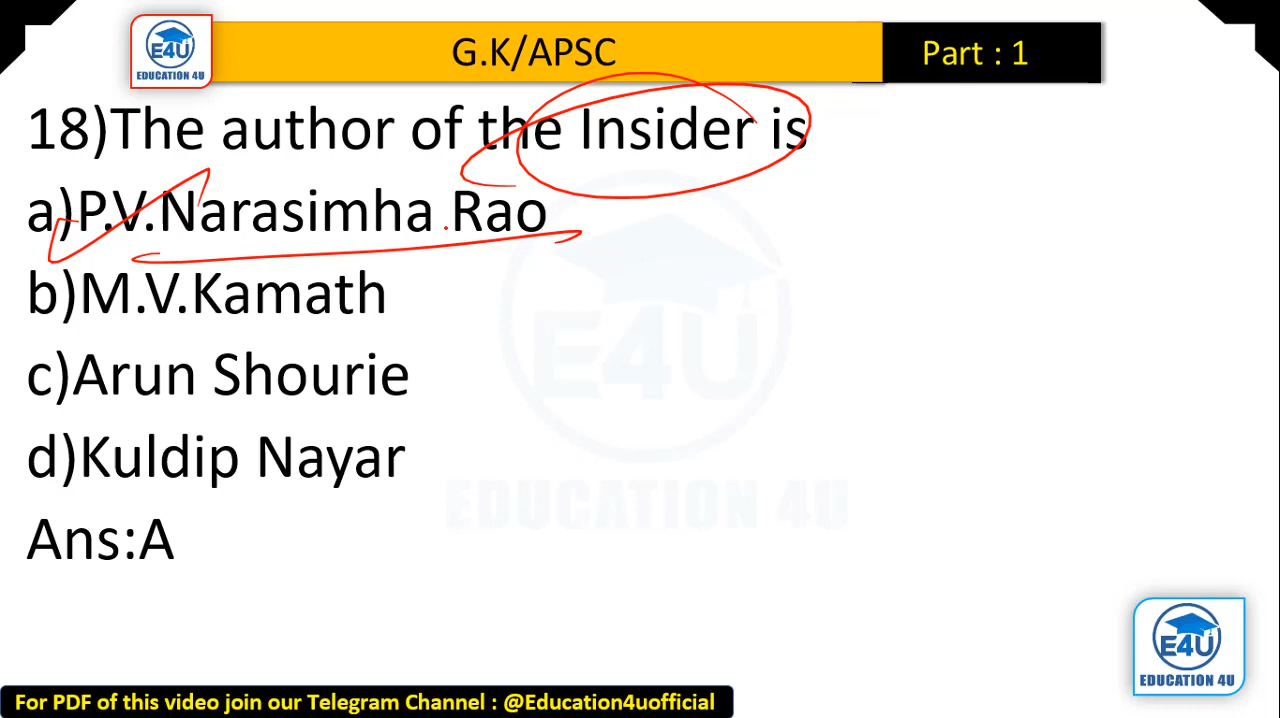 E4U
EDUCATION 4U
G.K/APSC
Part : 1
18)The author of the Insider is
a)P.V.Narasimha Rao
b)M.V.Kamath
c)Arun Shourie
d)Kuldip Nayar
Ans:A
E4U
EDUCATION 4U
E4U
EDUCATION 4U
For PDF of this video join our Telegram Channel : @Education4uofficial